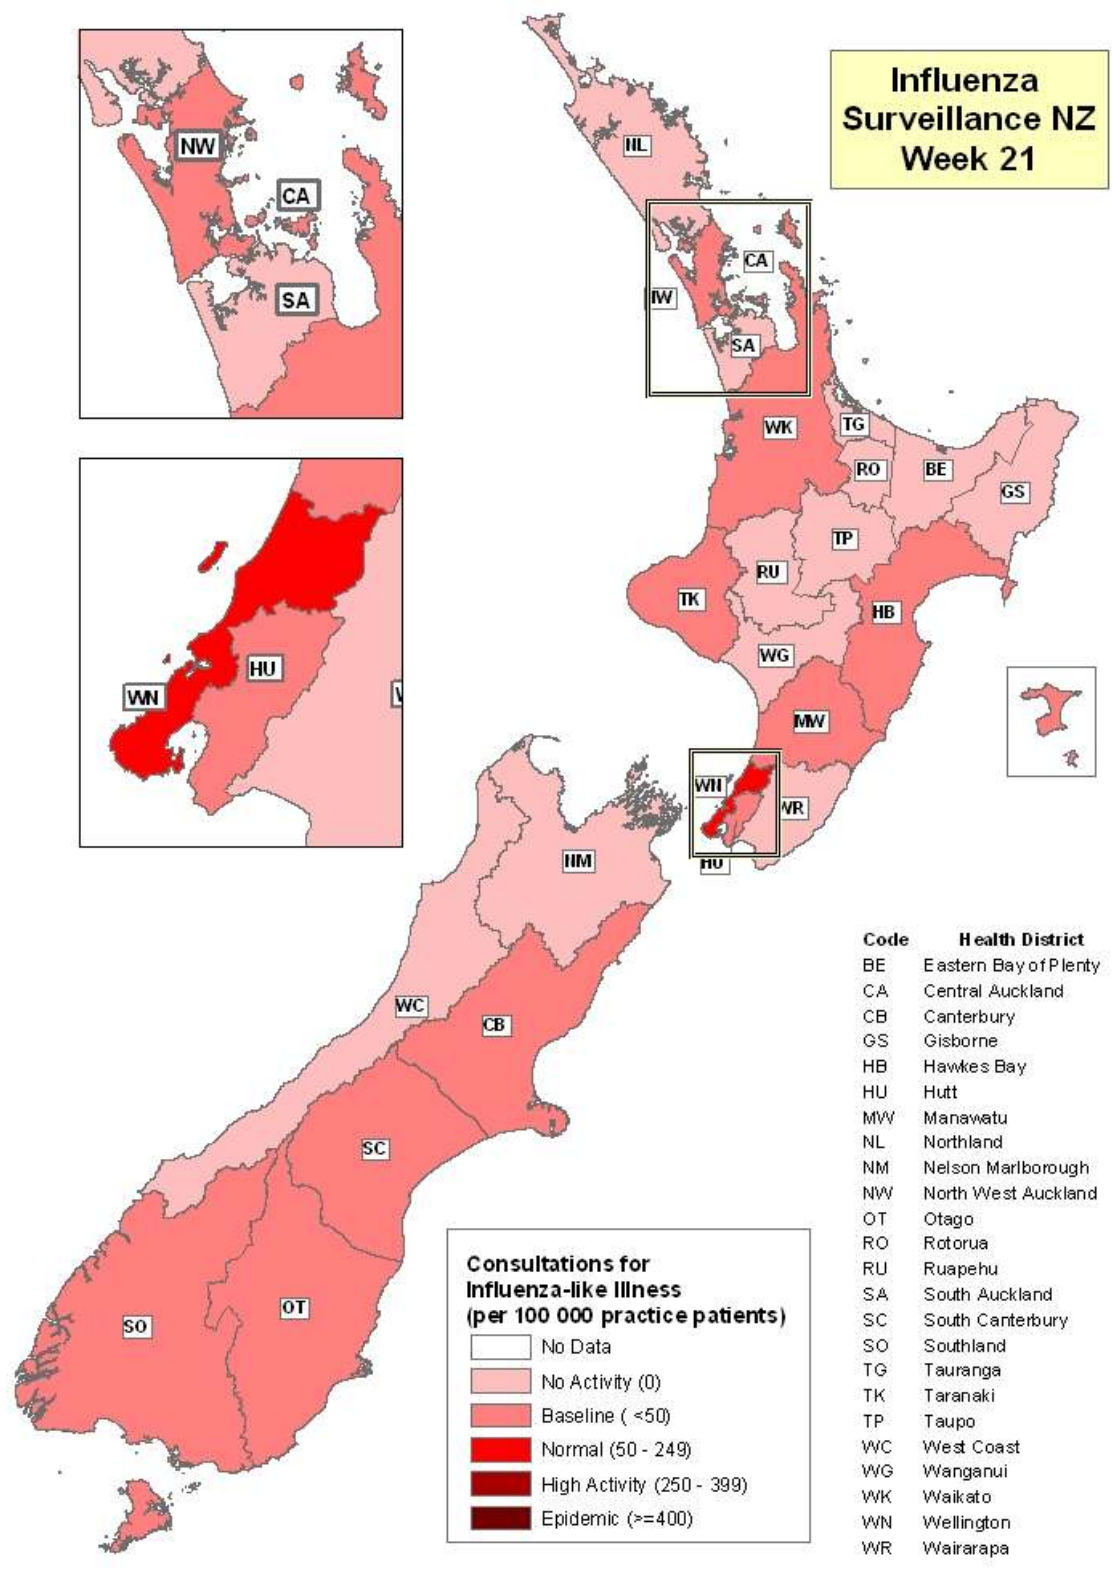 Influenza
Surveillance NZ
Week 21
NW
CA
SA
HU
WN
NL
CA
SA
WK
TG
RO
BE
GS
TP
RU
TK
HB
WG
MW
WN
WR
HU
NM
WC
CB
SC
OT
SO
Consultations for
Influenza-like Illness
(per 100 000 practice patients)
No Data
No Activity (0)
Baseline ( <50)
Normal (50 - 249)
High Activity (250 - 399)
Epidemic (>=400)
Code Health District
BE Eastern Bay of Plenty
CA Central Auckland
CB Canterbury
GS Gisborne
HB Hawkes Bay
HU Hutt
MW Manawatu
NL Northland
NM Nelson Marlborough
NW North West Auckland
OT Otago
RO Rotorua
RU Ruapehu
SA South Auckland
SC South Canterbury
SO Southland
TG Tauranga
TK Taranaki
TP Taupo
WC West Coast
WG Wanganui
WK Waikato
WN Wellington
WR Wairarapa